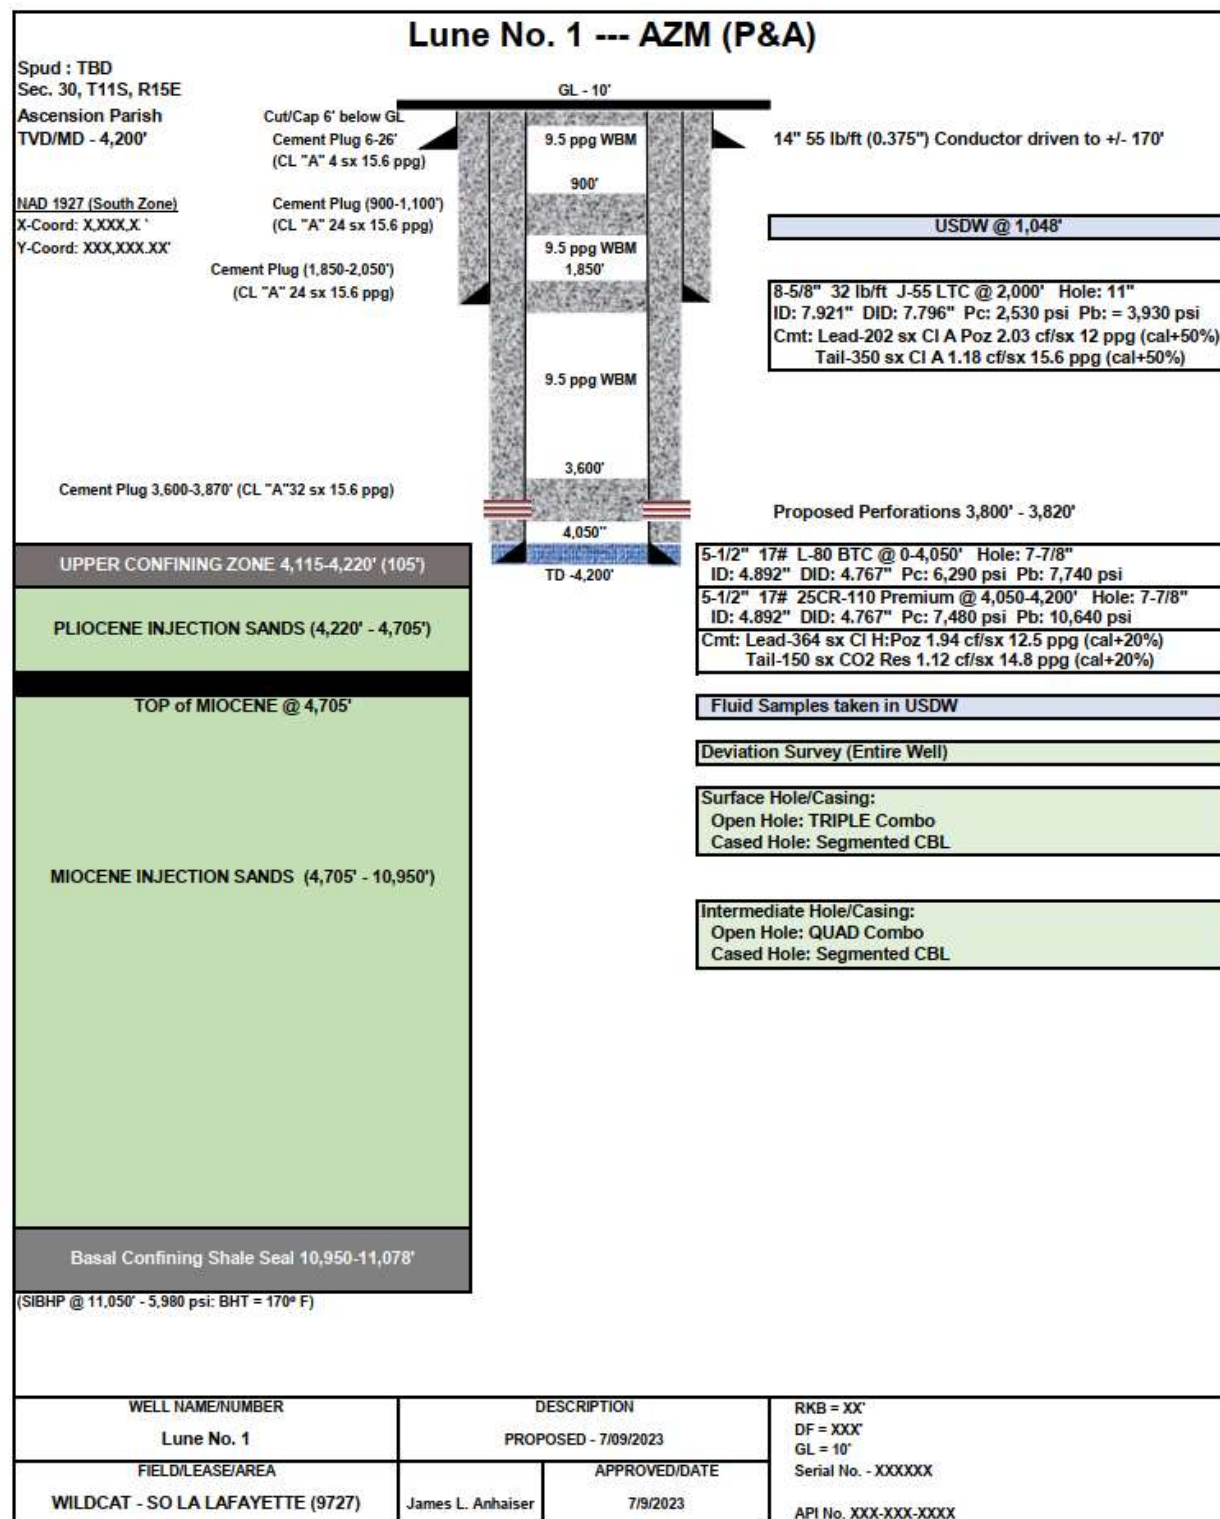 Lune No. 1 --- AZM (P&A)
Spud : TBD
Sec. 30, T11S, R15E
Ascension Parish
TVD/MD - 4,200'
GL - 10'
Cut/Cap 6' below GL
Cement Plug 6-26'
(CL "A" 4 sx 15.6 ppg)
9.5 ppg WBM
14" 55 lb/ft (0.375") Conductor driven to +/- 170'
900'
NAD 1927 (South Zone)
X-Coord: X,XXX,X '
Y-Coord: XXX,XXX.XX'
Cement Plug (900-1,100')
(CL "A" 24 sx 15.6 ppg)
USDW @ 1,048'
9.5 ppg WBM
1,850'
Cement Plug (1,850-2,050')
(CL "A" 24 sx 15.6 ppg)
8-5/8" 32 lb/ft J-55 LTC @ 2,000' Hole: 11"
ID: 7.921" DID: 7.796" Pc: 2,530 psi Pb: = 3,930 psi
Cmt: Lead-202 sx Cl A Poz 2.03 cf/sx 12 ppg (cal+50%)
Tail-350 sx Cl A 1.18 cf/sx 15.6 ppg (cal+50%)
9.5 ppg WBM
3,600'
Cement Plug 3,600-3,870' (CL "A"32 sx 15.6 ppg)
Proposed Perforations 3,800' - 3,820'
4,050"
TD -4,200'
UPPER CONFINING ZONE 4,115-4,220' (105')
5-1/2" 17# L-80 BTC @ 0-4,050' Hole: 7-7/8"
ID: 4.892" DID: 4.767" Pc: 6,290 psi Pb: 7,740 psi
5-1/2" 17# 25CR-110 Premium @ 4,050-4,200' Hole: 7-7/8"
ID: 4.892" DID: 4.767" Pc: 7,480 psi Pb: 10,640 psi
Cmt: Lead-364 sx Cl H:Poz 1.94 cf/sx 12.5 ppg (cal+20%)
Tail-150 sx CO2 Res 1.12 cf/sx 14.8 ppg (cal+20%)
PLIOCENE INJECTION SANDS (4,220' - 4,705')
TOP of MIOCENE @ 4,705'
Fluid Samples taken in USDW
Deviation Survey (Entire Well)
Surface Hole/Casing:
Open Hole: TRIPLE Combo
Cased Hole: Segmented CBL
MIOCENE INJECTION SANDS (4,705' - 10,950')
Intermediate Hole/Casing:
Open Hole: QUAD Combo
Cased Hole: Segmented CBL
Basal Confining Shale Seal 10,950-11,078'
(SIBHP @ 11,050' - 5,980 psi: BHT = 170º F)
WELL NAME/NUMBER
Lune No. 1
DESCRIPTION
PROPOSED - 7/09/2023
RKB = XX'
DF = XXX'
GL = 10'
Serial No. - XXXXXX
API No. XXX-XXX-XXXX
FIELD/LEASE/AREA
WILDCAT - SO LA LAFAYETTE (9727)
James L. Anhaiser
APPROVED/DATE
7/9/2023